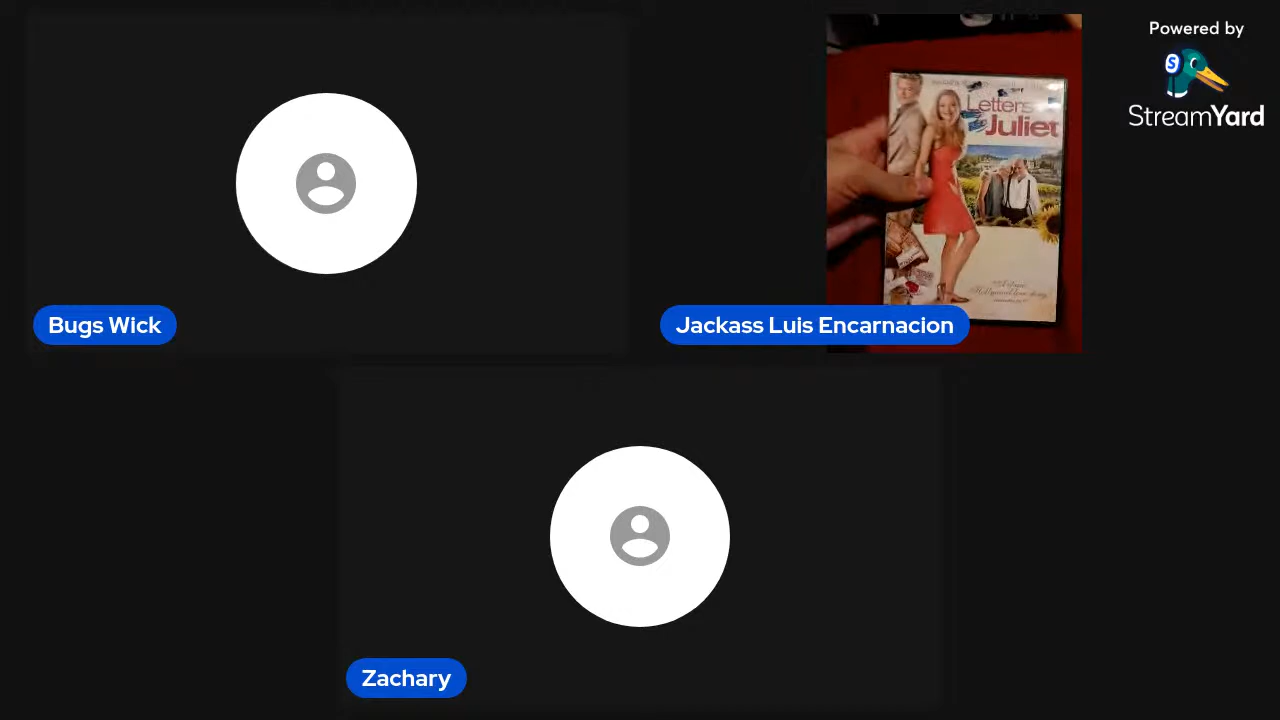 Powered by
StreamYard
Letters
Juliet
Bugs Wick
Jackass Luis Encarnacion
Zachary